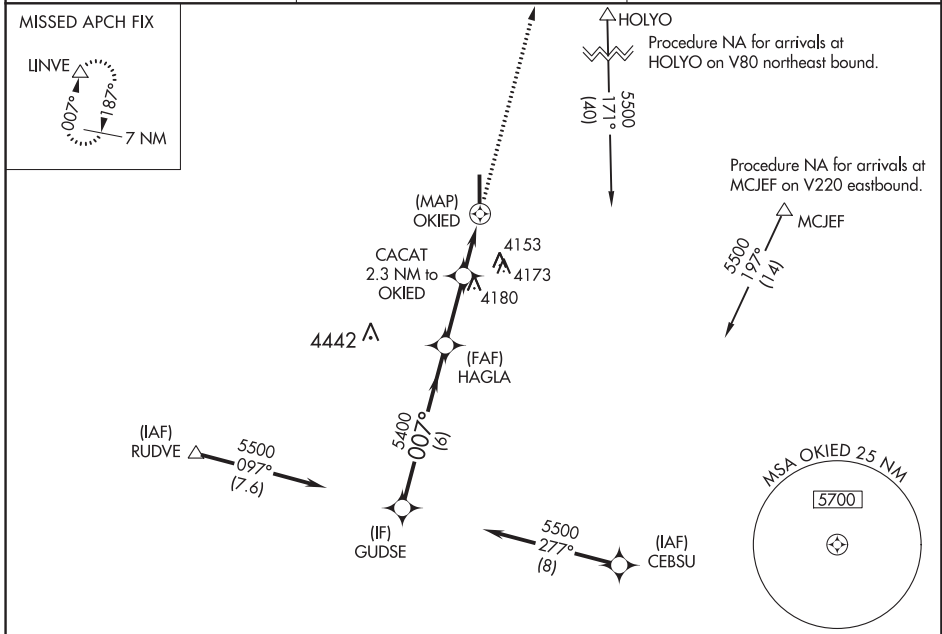 MISSED APCH FIX
LINVE
007°
187°
7 NM
HOLYO
Procedure NA for arrivals at
HOLYO on V80 northeast bound.
5500
171°
(40)
Procedure NA for arrivals at
MCJEF on V220 eastbound.
MCJEF
5500
197°
(14)
(MAP)
OKIED
CACAT
2.3 NM to
OKIED
4153
4173
4180
4442
(FAF)
HAGLA
5400
007°
(6)
(IAF)
RUDVE
5500
097°
(7.6)
(IF)
GUDSE
5500
277°
(8)
(IAF)
CEBSU
MSA OKIED 25 NM
5700